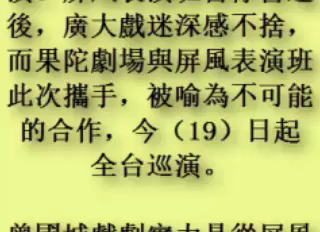 後，廣大戲迷深感不捨，
而果陀劇場與屏風表演班
此次攜手，被喻為不可能
的合作，今（19）日起
全台巡演。